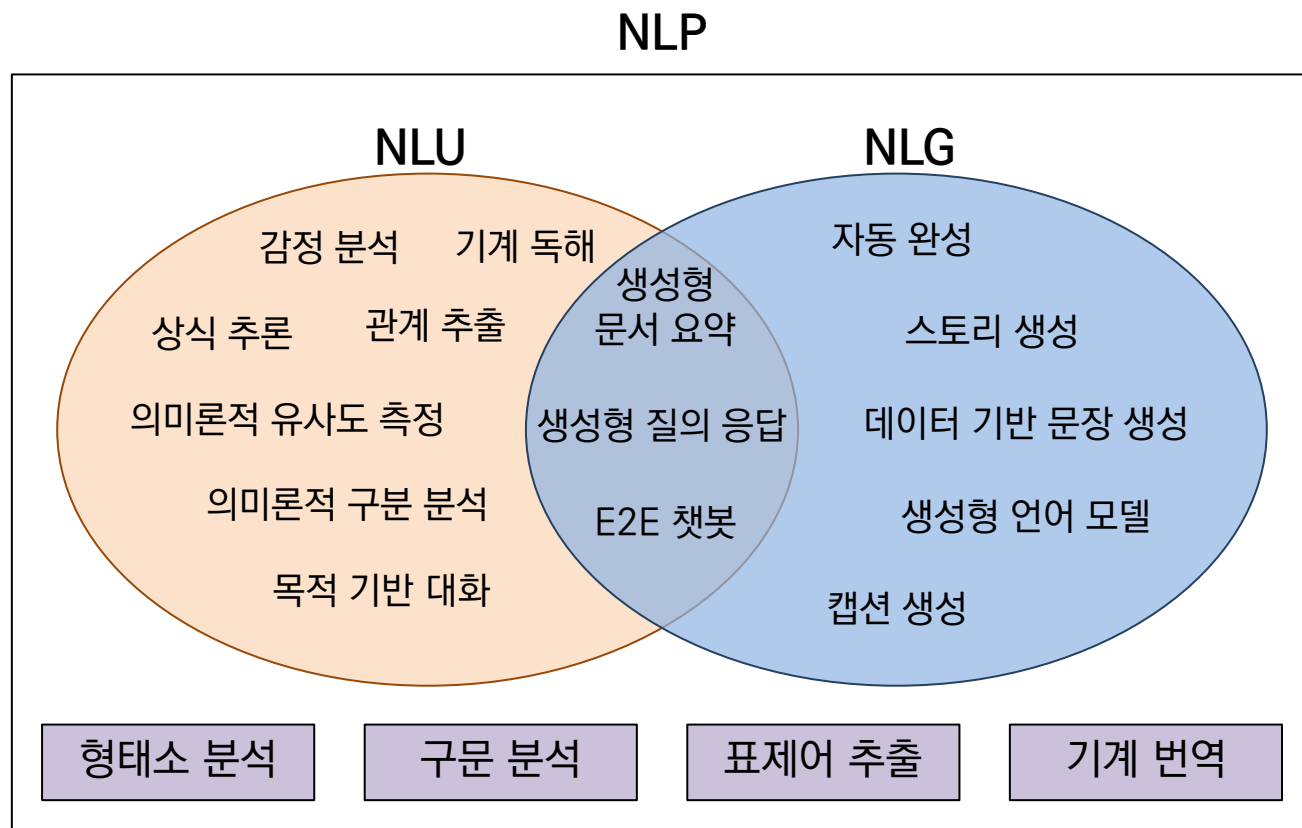 NLP
NLU
NLG
감정 분석
기계 독해
상식 추론
관계 추출
의미론적 유사도 측정
의미론적 구분 분석
목적 기반 대화
생성형
문서 요약
생성형 질의 응답
E2E 챗봇
자동 완성
스토리 생성
데이터 기반 문장 생성
생성형 언어 모델
캡션 생성
형태소 분석
구문 분석
표제어 추출
기계 번역